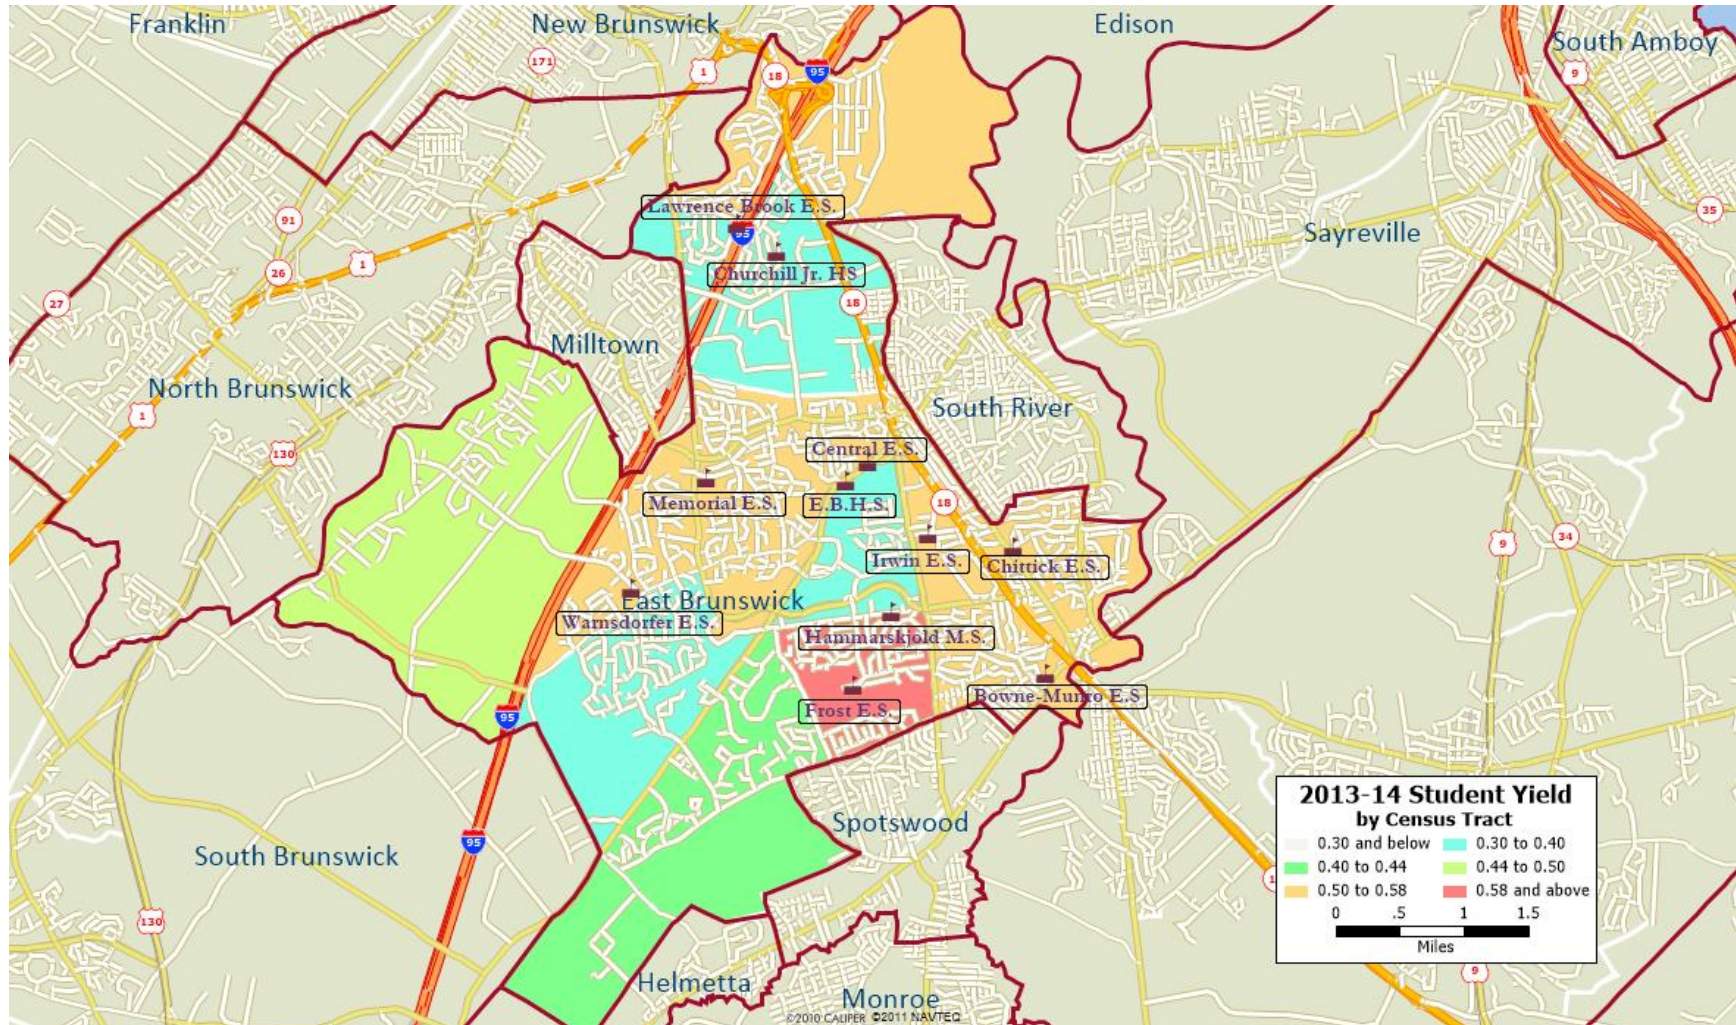 Franklin
New Brunswick
Edison
South Amboy
171
1
18
95
9
91
35
Lawrence Brook E.S.
95
Sayreville
26
1
Churchill Jr. HS
27
18
Milltown
North Brunswick
South River
1
130
Central E.S.
Memorial E.S.
E.B.H.S.
18
9
34
Irwin E.S.
Chittick E.S.
East Brunswick
Warnsdorfer E.S.
Hammarskjold M.S.
Bowne-Munro E.S
Frost E.S.
95
2013-14 Student Yield
by Census Tract
0.30 and below
0.30 to 0.40
0.40 to 0.44
0.44 to 0.50
0.50 to 0.58
0.58 and above
0 .5 1 1.5
Miles
Spotswood
95
South Brunswick
130
9
Helmetta
Monroe
©2010 CALIPER ©2011 NAVTEQ